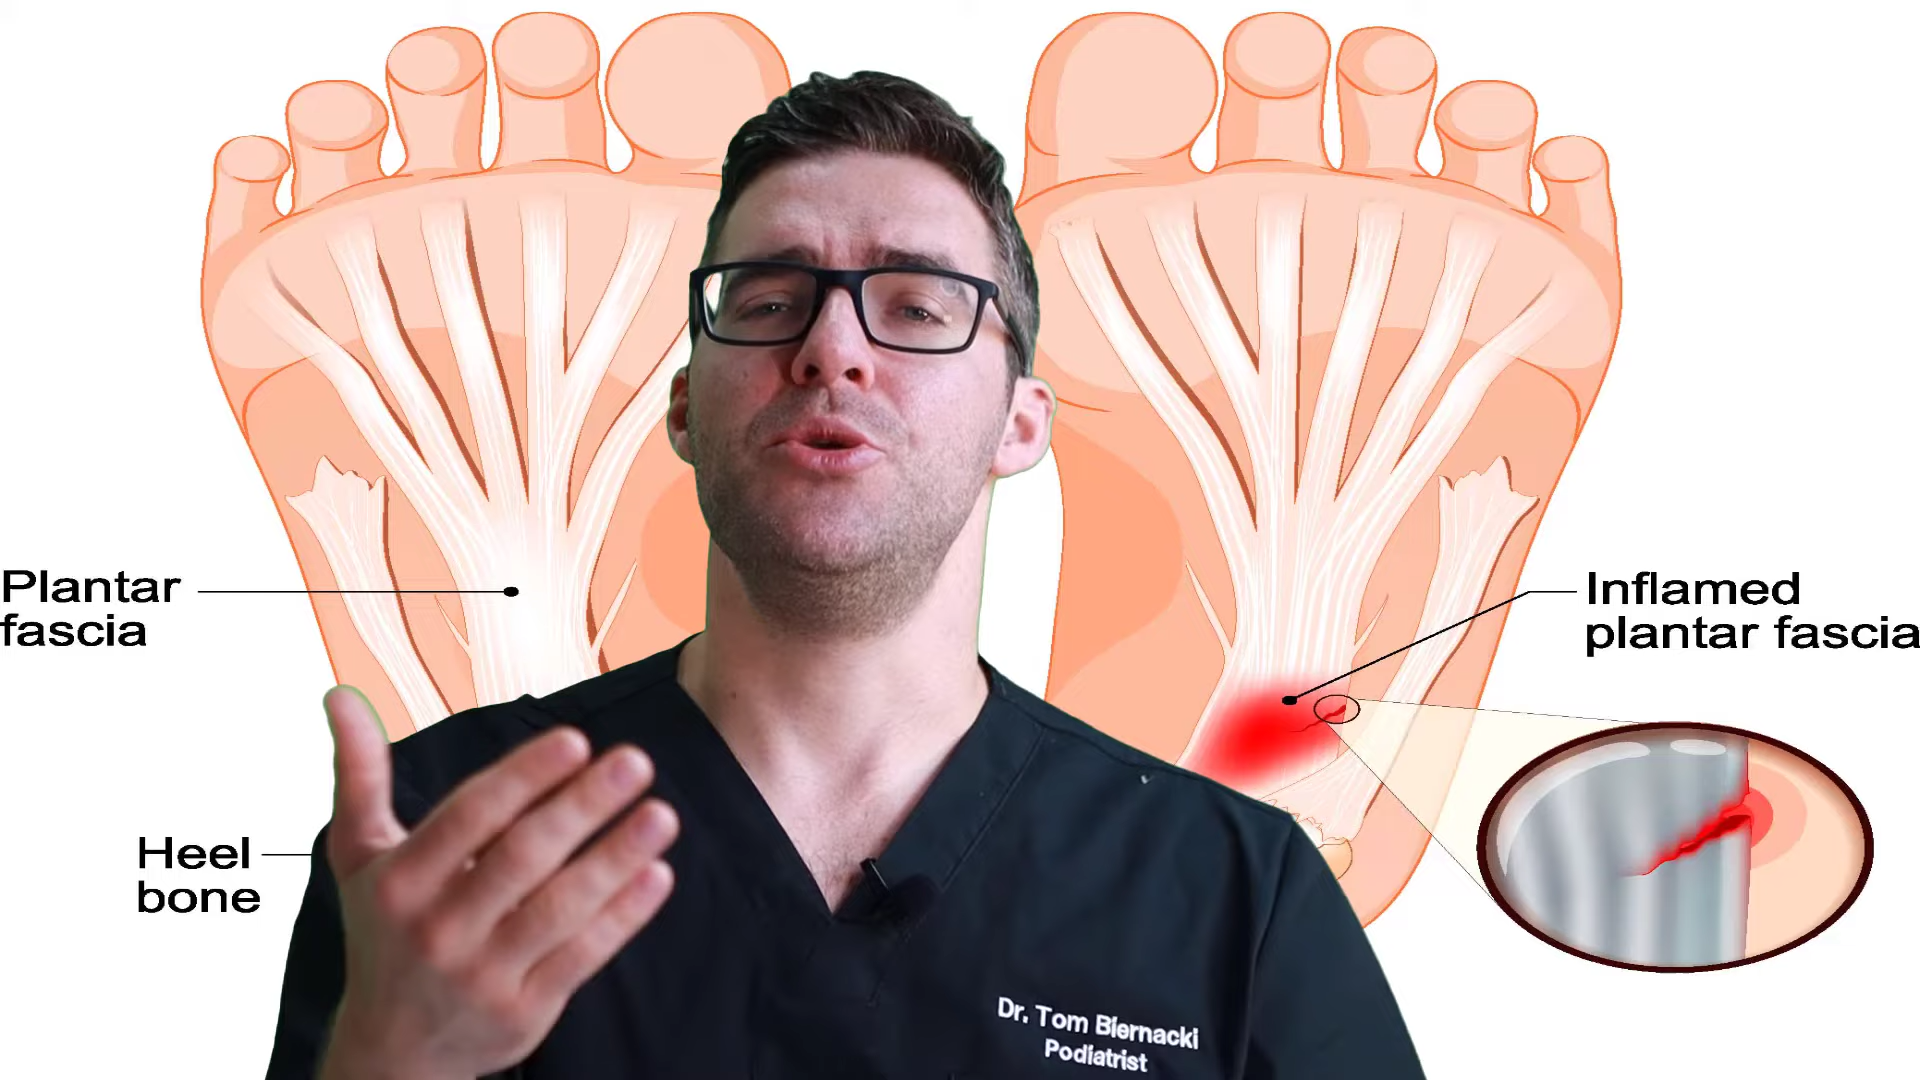 Plantar
fascia
Inflamed
plantar fascia
Heel
bone
Dr. Tom Biernacki
Podiatrist